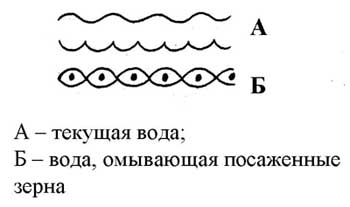 А
Б
А – текущая вода;
Б – вода, омывающая посаженные
зерна